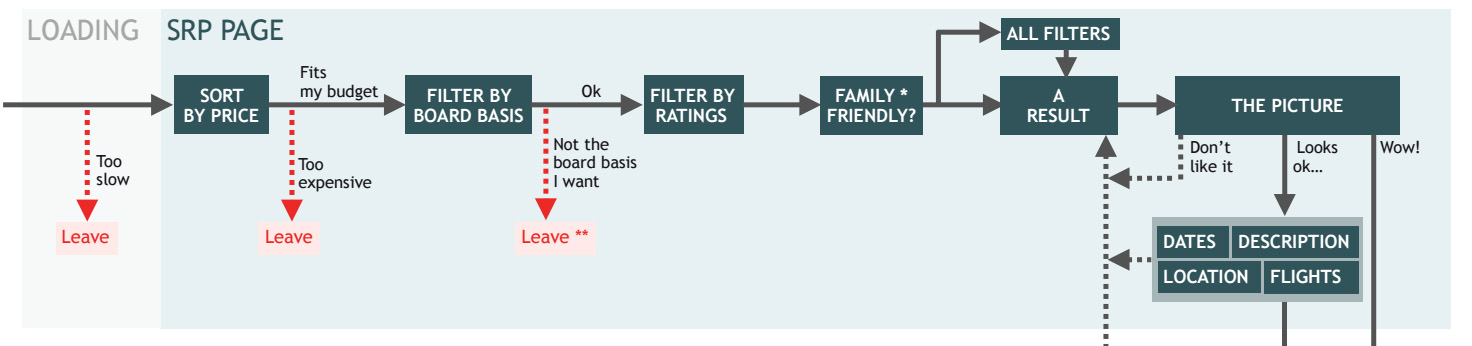 LOADING
SRP PAGE
ALL FILTERS
Fits
my budget
SORT
BY PRICE
FILTER BY
BOARD BASIS
Ok
FILTER BY
RATINGS
FAMILY *
FRIENDLY?
A
RESULT
THE PICTURE
Too
slow
Too
expensive
Not the
board basis
I want
Don't
like it
Looks
ok...
Wow!
Leave
Leave
Leave **
DATES
DESCRIPTION
LOCATION
FLIGHTS